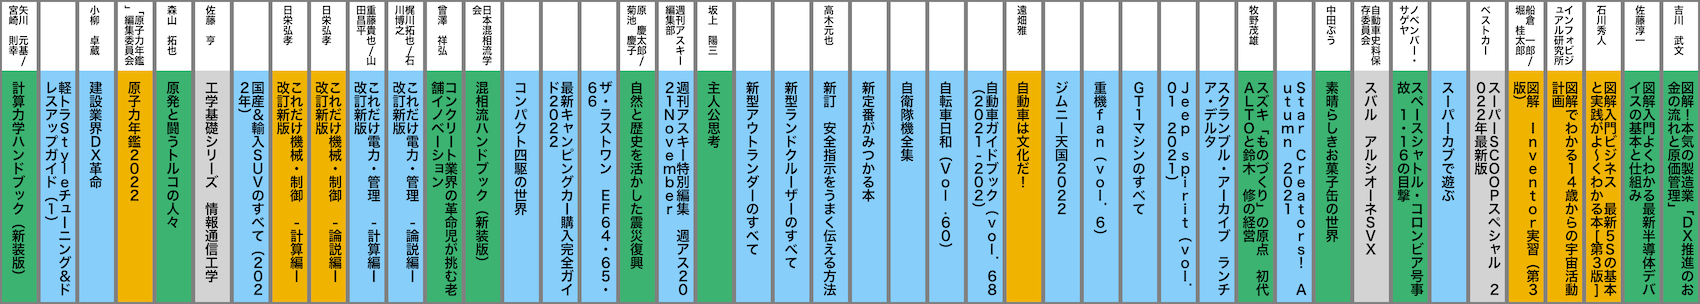 矢川 元基/
宮﨑 則幸
計算力学ハンドブック（新装版）
軽トラStyleチューニング＆ド
レスアップガイド（1）
小柳 卓蔵
建設業界DX革命
「原子力年鑑
」編集委員会
原子力年鑑2022
森山 拓也
原発と闘うトルコの人々
佐藤 亨
工学基礎シリーズ 情報通信工学
国産＆輸入SUVのすべて（202
2年）
日栄弘孝
これだけ機械・制御 -論説編ー
改訂新版
日栄弘孝
これだけ機械・制御 -計算編ー
改訂新版
重藤貴也/山
田昌平
これだけ電力・管理 -計算編ー
改訂新版
梶川拓也/石
川博之
これだけ電力・管理 -論説編ー
改訂新版
曾澤 祥弘
コンクリート業界の革命児が挑む老
舗イノベーション
日本混相流学
会
混相流ハンドブック（新装版）
コンパクト四駆の世界
最新キャンピングカー購入完全ガイ
ド2022
ザ・ラストワン EF64・65・
66
原 慶太郎/
菊池 慶子
自然と歴史を活かした震災復興
週刊アスキー
編集部
週刊アスキー特別編集 週アス20
21November
坂上 陽三
主人公思考
新型アウトランダーのすべて
新型ランドクルーザーのすべて
高木元也
新訂 安全指示をうまく伝える方法
新定番がみつかる本
自衛隊機全集
自転車日和（Vol．60）
自動車ガイドブック（vol．68
（2021-202）
遠畑雅
自動車は文化だ！
ジムニー天国2022
重機fan（vol．6）
GT1マシンのすべて
Jeep spirit（vol．
01 2021）
スクランブル・アーカイブ ランチ
ア・デルタ
牧野茂雄
スズキ「ものづくり」の原点 初代
ALTOと鈴木 修の経営
Star Creators！ A
utumn 2021
中田ぷう
素晴らしきお菓子缶の世界
自動車史料保
存委員会
スバル アルシオーネSVX
ノベンバー・
サゲヤ
スペースシャトル・コロンビア号事
故 1・16の目撃
スーパーカブで遊ぶ
ベストカー
スーパーSCOOPスペシャル 2
022年最新版
船倉 一郎/
堀 桂太郎
図解 Inventor実習（第3
版）
インフォビジ
ュアル研究所
図解でわかる14歳からの宇宙活動
計画
石川秀人
図解入門ビジネス 最新5Sの基本
と実践がよ〜くわかる本［第3版］
佐藤淳一
図解入門よくわかる最新半導体デバ
イスの基本と仕組み
吉川 武文
図解！本気の製造業「DX推進のお
金の流れと原価管理」